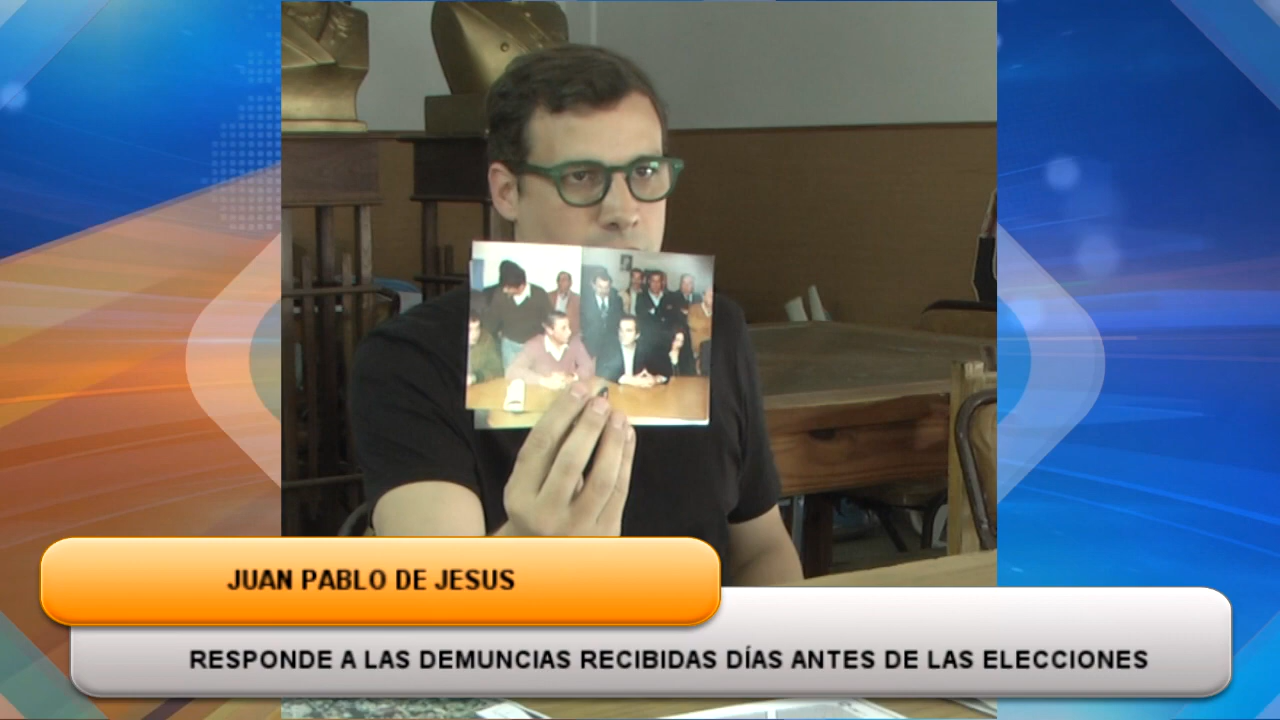 JUAN PABLO DE JESUS
RESPONDE A LAS DEMUNCIAS RECIBIDAS DÍAS ANTES DE LAS ELECCIONES